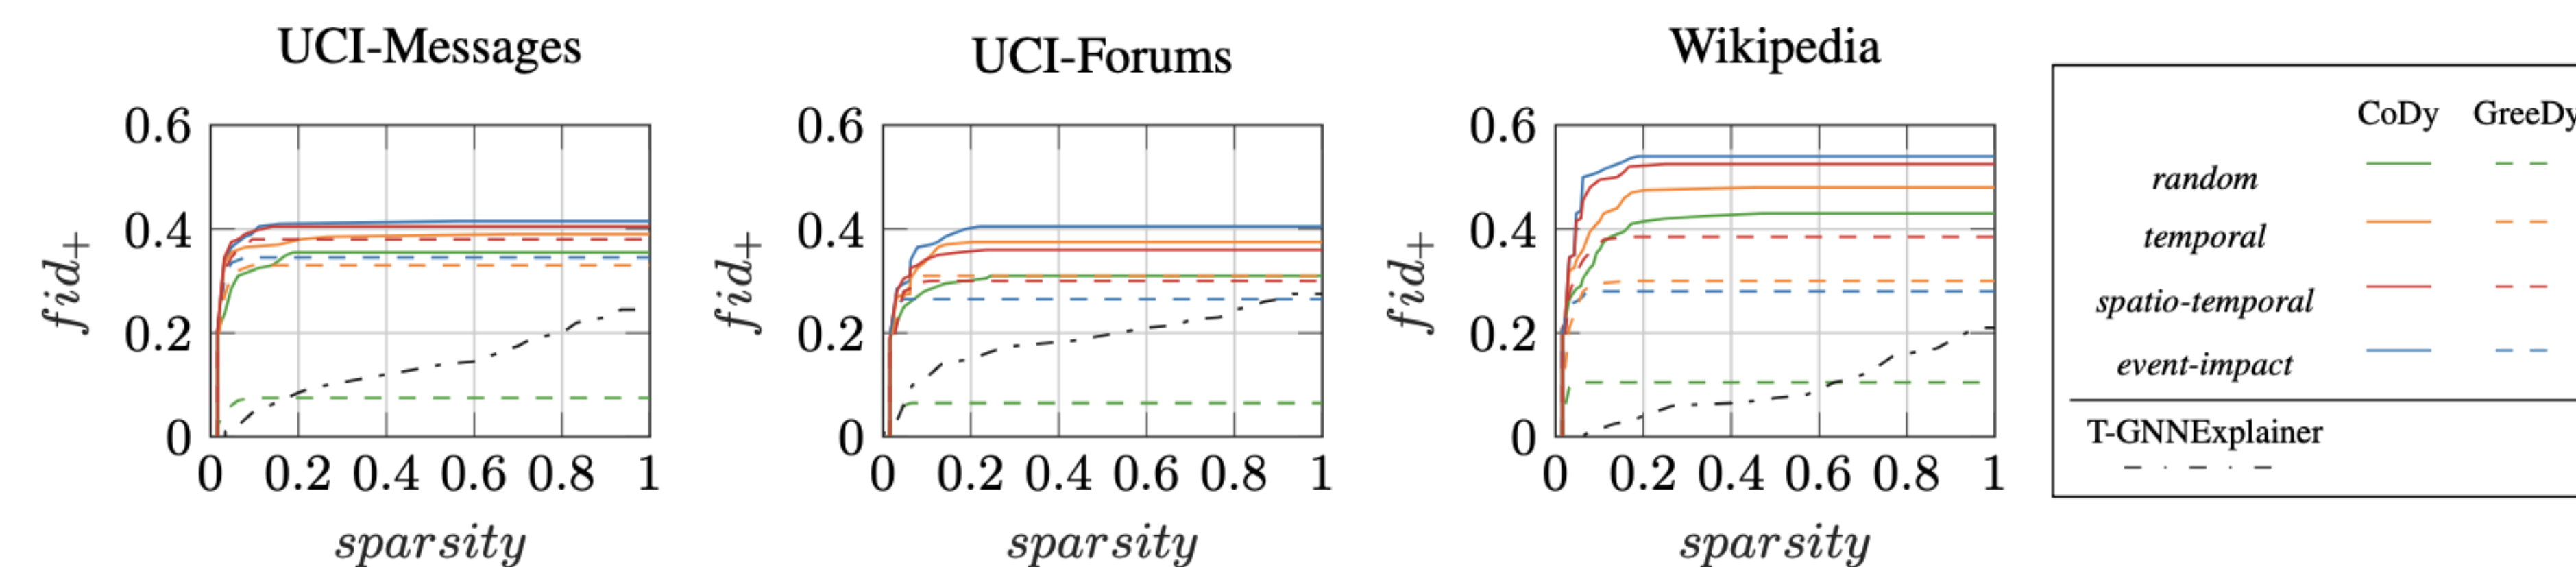 UCI-Messages
0.6
0.4
0.2
0
0 0.2 0.4 0.6 0.8 1
fid+
sparsity
UCI-Forums
0.6
0.4
0.2
0
0 0.2 0.4 0.6 0.8 1
fid+
sparsity
Wikipedia
0.6
0.4
0.2
0
0 0.2 0.4 0.6 0.8 1
fid+
sparsity
CoDy GreeDy
random
temporal
spatio-temporal
event-impact
T-GNNExplainer